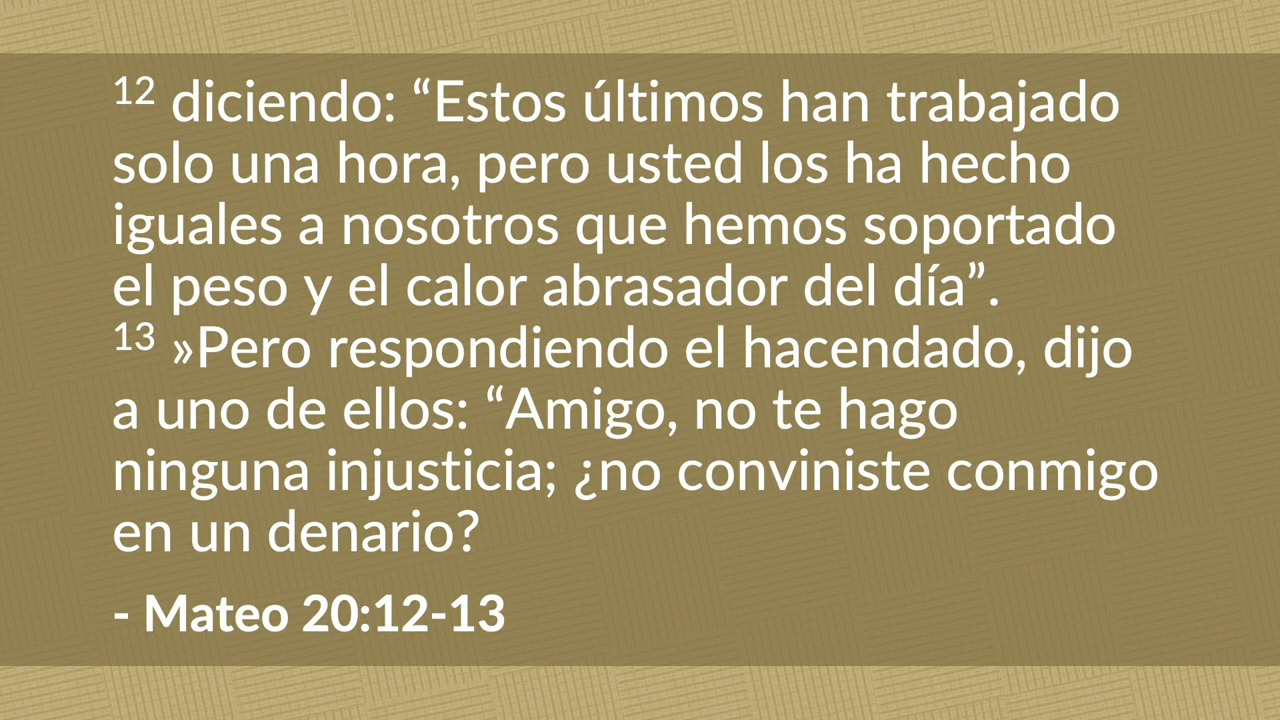 12 diciendo: “Estos últimos han trabajado
solo una hora, pero usted los ha hecho
iguales a nosotros que hemos soportado
el peso y el calor abrasador del día”.
13 »Pero respondiendo el hacendado, dijo
a uno de ellos: “Amigo, no te hago
ninguna injusticia; ¿no conviniste conmigo
en un denario?
- Mateo 20:12-13